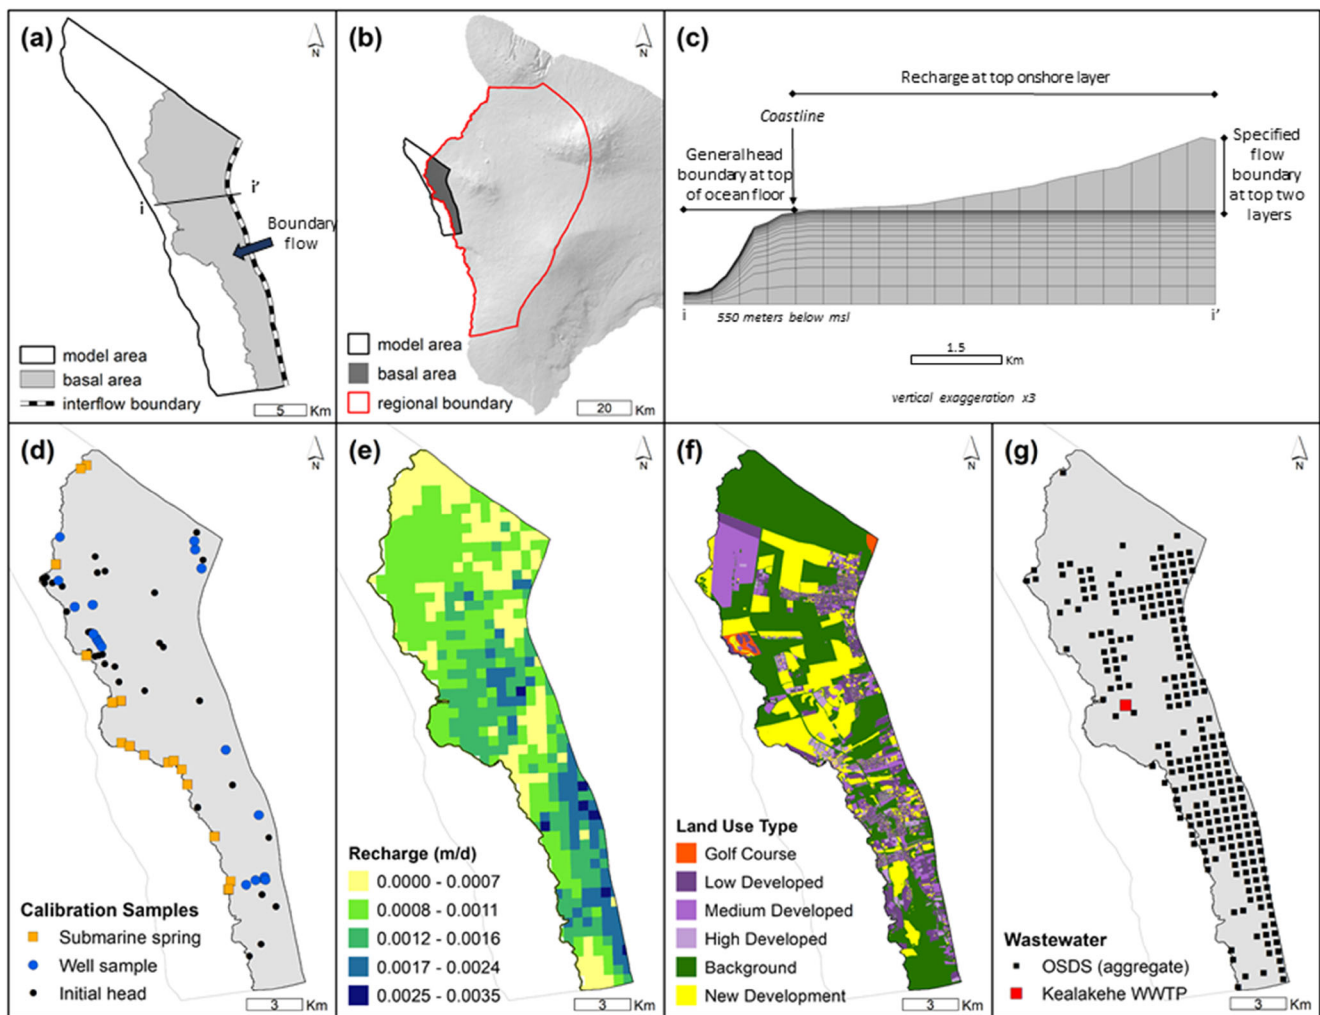 (a)
N
i
i'
Boundary
flow
model area
basal area
interflow boundary
5 Km
(b)
N
model area
basal area
regional boundary
20 Km
(c)
Recharge at top onshore layer
Coastline
General head
boundary at top
of ocean floor
Specified
flow
boundary
at top two
layers
i
550 meters below msl
i'
1.5
Km
vertical exaggeration x3
(d)
N
Calibration Samples
Submarine spring
Well sample
Initial head
3 Km
(e)
N
Recharge (m/d)
0.0000 - 0.0007
0.0008 - 0.0011
0.0012 - 0.0016
0.0017 - 0.0024
0.0025 - 0.0035
3 Km
(f)
N
Land Use Type
Golf Course
Low Developed
Medium Developed
High Developed
Background
New Development
3 Km
(g)
N
Wastewater
OSDS (aggregate)
Kealakehe WWTP
3 Km